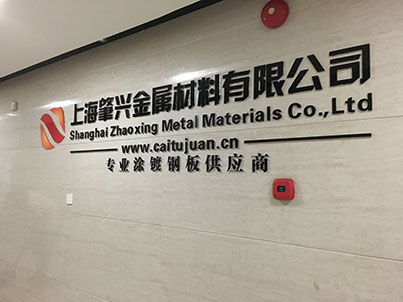 上海肇兴金属材料有限公司
Shanghai Zhaoxing Metal Materials Co.,Ltd
www.caitujuan.cn
专业涂镀钢板供应商